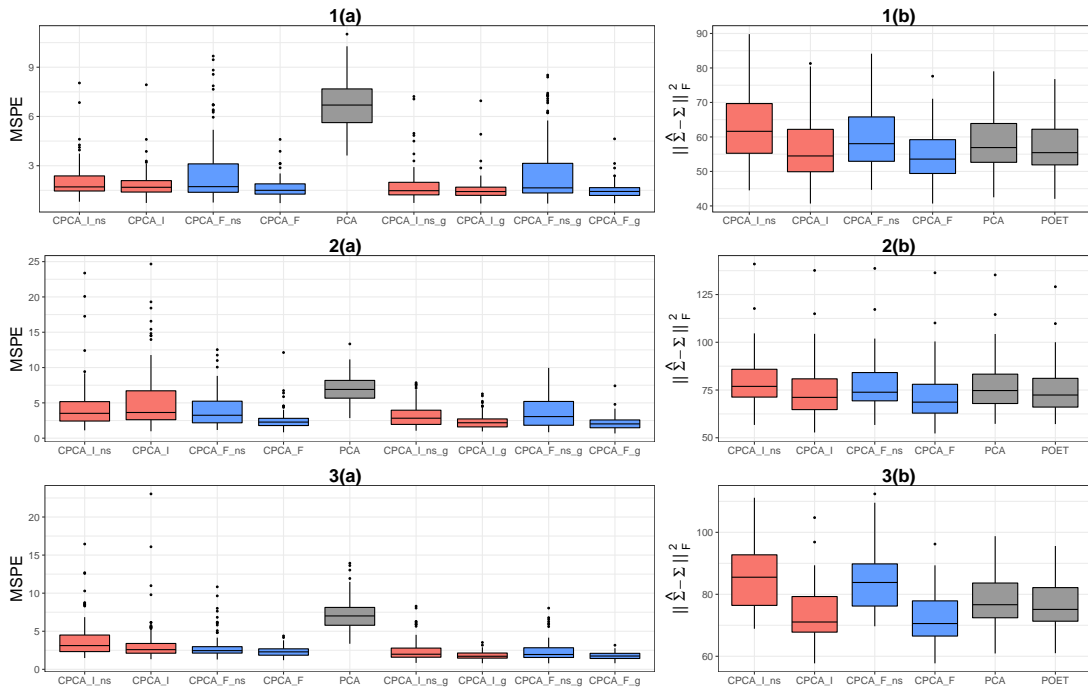 1(a)
MSPE
9
6
3
CPCA_I_ns CPCA_I CPCA_F_ns CPCA_F PCA CPCA_I_ns_g CPCA_I_g CPCA_F_ns_g CPCA_F_g
1(b)
|| Σ̂ − Σ ||²_F
90
80
70
60
50
40
CPCA_I_ns CPCA_I CPCA_F_ns CPCA_F PCA POET
2(a)
MSPE
25
20
15
10
5
0
CPCA_I_ns CPCA_I CPCA_F_ns CPCA_F PCA CPCA_I_ns_g CPCA_I_g CPCA_F_ns_g CPCA_F_g
2(b)
|| Σ̂ − Σ ||²_F
125
100
75
50
CPCA_I_ns CPCA_I CPCA_F_ns CPCA_F PCA POET
3(a)
MSPE
20
15
10
5
0
CPCA_I_ns CPCA_I CPCA_F_ns CPCA_F PCA CPCA_I_ns_g CPCA_I_g CPCA_F_ns_g CPCA_F_g
3(b)
|| Σ̂ − Σ ||²_F
100
80
60
CPCA_I_ns CPCA_I CPCA_F_ns CPCA_F PCA POET